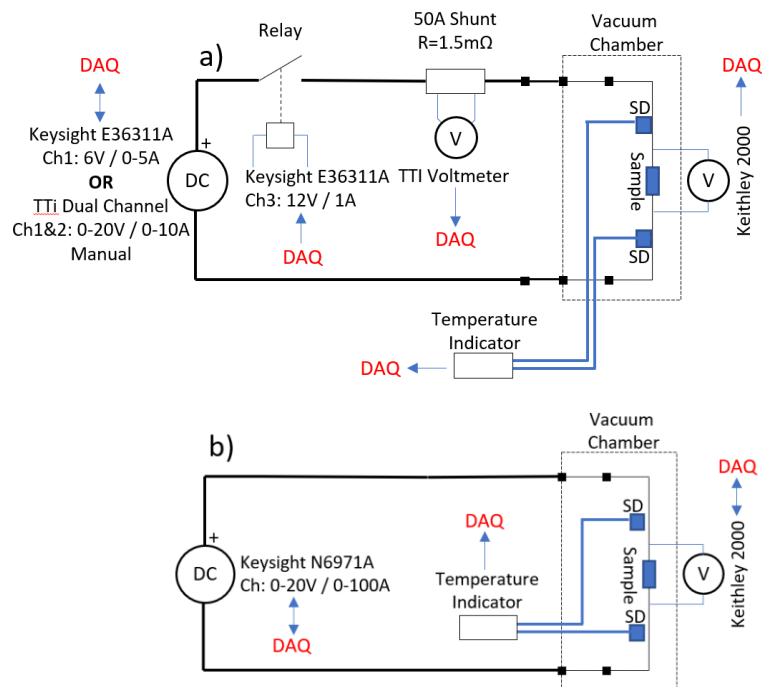 a)
DAQ
Keysight E36311A
Ch1: 6V / 0-5A
OR
TTi Dual Channel
Ch1&2: 0-20V / 0-10A
Manual
+
DC
Relay
Keysight E36311A
Ch3: 12V / 1A
DAQ
50A Shunt
R=1.5mΩ
V
TTI Voltmeter
DAQ
Vacuum
Chamber
SD
Sample
SD
V
DAQ
Keithley 2000
Temperature
Indicator
DAQ
b)
+
DC
Keysight N6971A
Ch: 0-20V / 0-100A
DAQ
DAQ
Temperature
Indicator
Vacuum
Chamber
SD
Sample
SD
V
DAQ
Keithley 2000